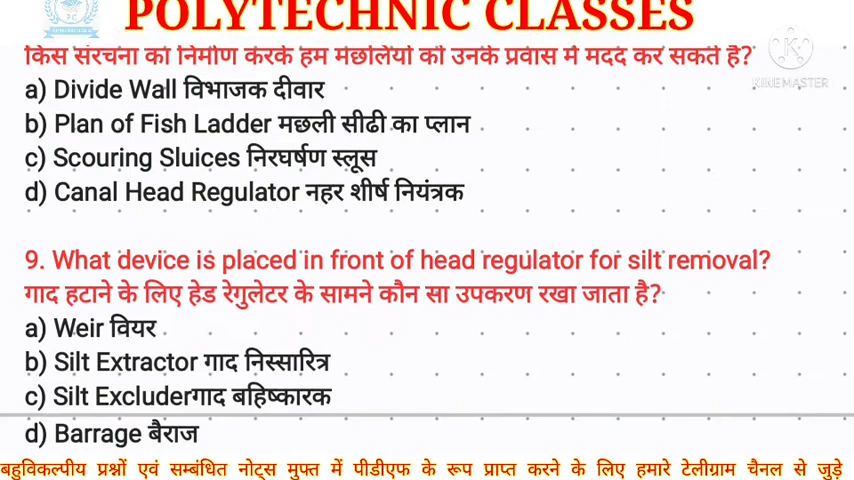 POLYTECHNIC CLASSES
किस संरचना का निर्माण करके हम मछलियों को उनके प्रवास में मदद कर सकते हैं?
a) Divide Wall विभाजक दीवार
KINEMASTER
b) Plan of Fish Ladder मछली सीढी का प्लान
c) Scouring Sluices निरघर्षण स्लूस
d) Canal Head Regulator नहर शीर्ष नियंत्रक
9. What device is placed in front of head regulator for silt removal?
गाद हटाने के लिए हेड रेगुलेटर के सामने कौन सा उपकरण रखा जाता है?
a) Weir वियर
b) Silt Extractor गाद निस्सारित्र
c) Silt Excluderगाद बहिष्कारक
d) Barrage बैराज
बहुविकल्पीय प्रश्नों एवं सम्बंधित नोट्स मुफ्त में पीडीएफ के रूप प्राप्त करने के लिए हमारे टेलीग्राम चैनल से जुड़े